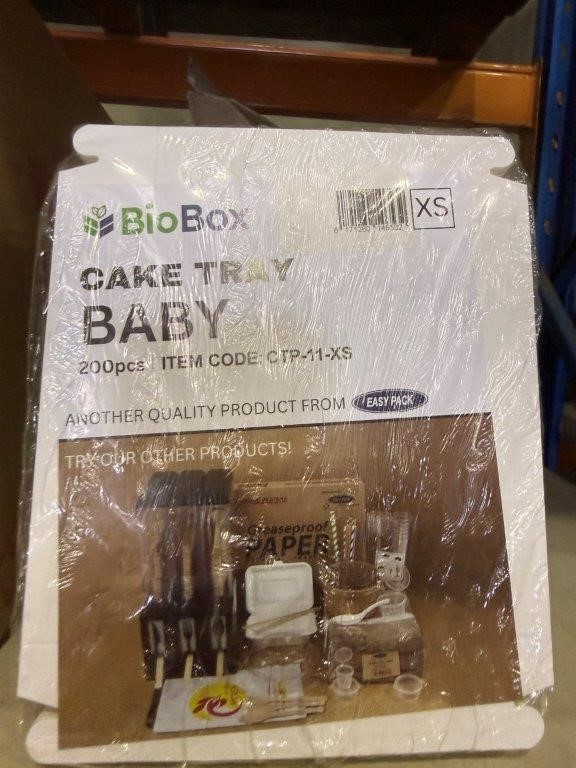 BioBox
XS
CAKE TRAY
BABY
200pcs ITEM CODE: CTP-11-XS
ANOTHER QUALITY PRODUCT FROM EASY PACK
TRY OUR OTHER PRODUCTS!
Greaseproof
PAPER